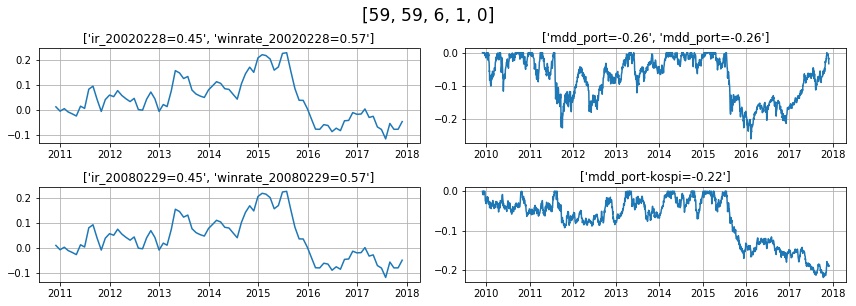 [59, 59, 6, 1, 0]
['ir_20020228=0.45', 'winrate_20020228=0.57']
0.2
0.1
0.0
−0.1
2011 2012 2013 2014 2015 2016 2017 2018
['mdd_port=-0.26', 'mdd_port=-0.26']
0.0
−0.1
−0.2
2010 2011 2012 2013 2014 2015 2016 2017 2018
['ir_20080229=0.45', 'winrate_20080229=0.57']
0.2
0.1
0.0
−0.1
2011 2012 2013 2014 2015 2016 2017 2018
['mdd_port-kospi=-0.22']
0.0
−0.1
−0.2
2010 2011 2012 2013 2014 2015 2016 2017 2018